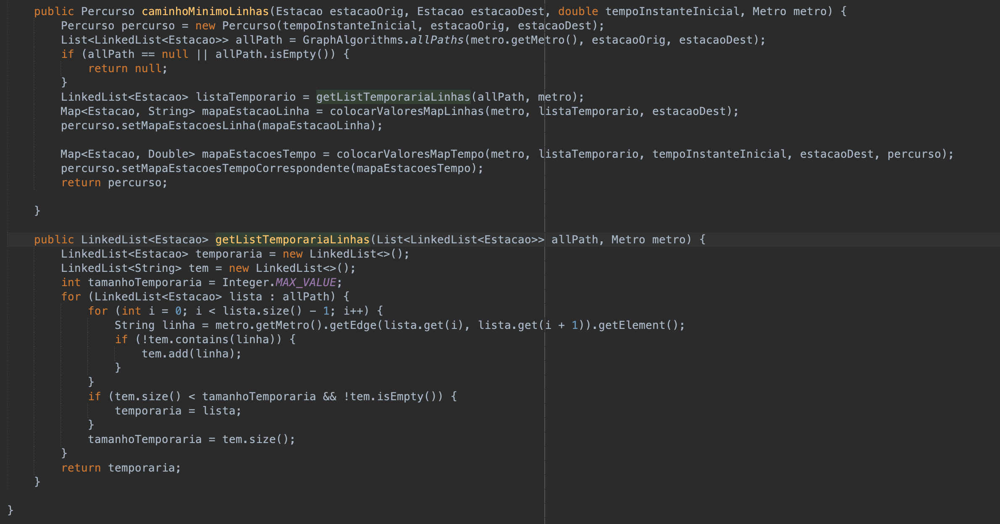 public Percurso caminhoMinimoLinhas(Estacao estacaoOrig, Estacao estacaoDest, double tempoInstanteInicial, Metro metro) {
Percurso percurso = new Percurso(tempoInstanteInicial, estacaoOrig, estacaoDest);
List<LinkedList<Estacao>> allPath = GraphAlgorithms.allPaths(metro.getMetro(), estacaoOrig, estacaoDest);
if (allPath == null || allPath.isEmpty()) {
return null;
}
LinkedList<Estacao> listaTemporario = getListTemporariaLinhas(allPath, metro);
Map<Estacao, String> mapaEstacaoLinha = colocarValoresMapLinhas(metro, listaTemporario, estacaoDest);
percurso.setMapaEstacoesLinha(mapaEstacaoLinha);
Map<Estacao, Double> mapaEstacoesTempo = colocarValoresMapTempo(metro, listaTemporario, tempoInstanteInicial, estacaoDest, percurso);
percurso.setMapaEstacoesTempoCorrespondente(mapaEstacoesTempo);
return percurso;
}
public LinkedList<Estacao> getListTemporariaLinhas(List<LinkedList<Estacao>> allPath, Metro metro) {
LinkedList<Estacao> temporaria = new LinkedList<>();
LinkedList<String> tem = new LinkedList<>();
int tamanhoTemporaria = Integer.MAX_VALUE;
for (LinkedList<Estacao> lista : allPath) {
for (int i = 0; i < lista.size() - 1; i++) {
String linha = metro.getMetro().getEdge(lista.get(i), lista.get(i + 1)).getElement();
if (!tem.contains(linha)) {
tem.add(linha);
}
}
if (tem.size() < tamanhoTemporaria && !tem.isEmpty()) {
temporaria = lista;
}
tamanhoTemporaria = tem.size();
}
return temporaria;
}
}